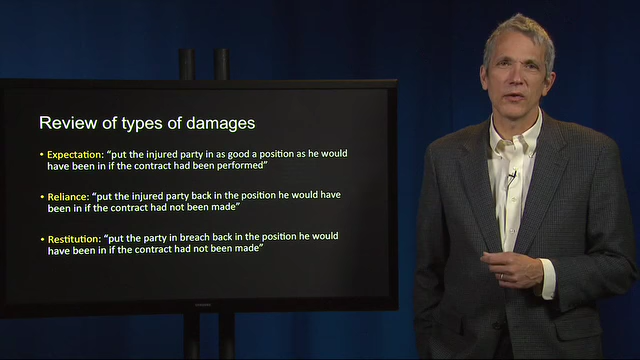 Review of types of damages
• Expectation: “put the injured party in as good a position as he would
have been in if the contract had been performed”
• Reliance: “put the injured party back in the position he would have
been in if the contract had not been made”
• Restitution: “put the party in breach back in the position he would
have been in if the contract had not been made”
SAMSUNG